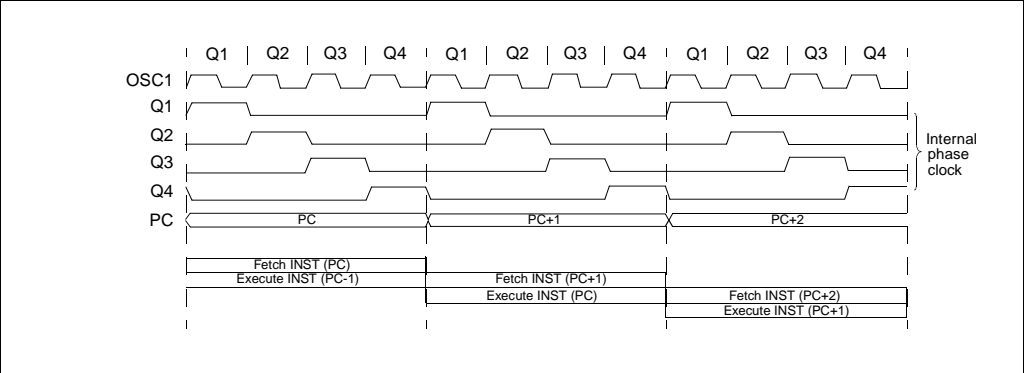 Q1 Q2 Q3 Q4 Q1 Q2 Q3 Q4 Q1 Q2 Q3 Q4
OSC1
Q1
Q2
Q3
Q4
Internal
phase
clock
PC PC PC+1 PC+2
Fetch INST (PC)
Execute INST (PC-1) Fetch INST (PC+1)
Execute INST (PC) Fetch INST (PC+2)
Execute INST (PC+1)